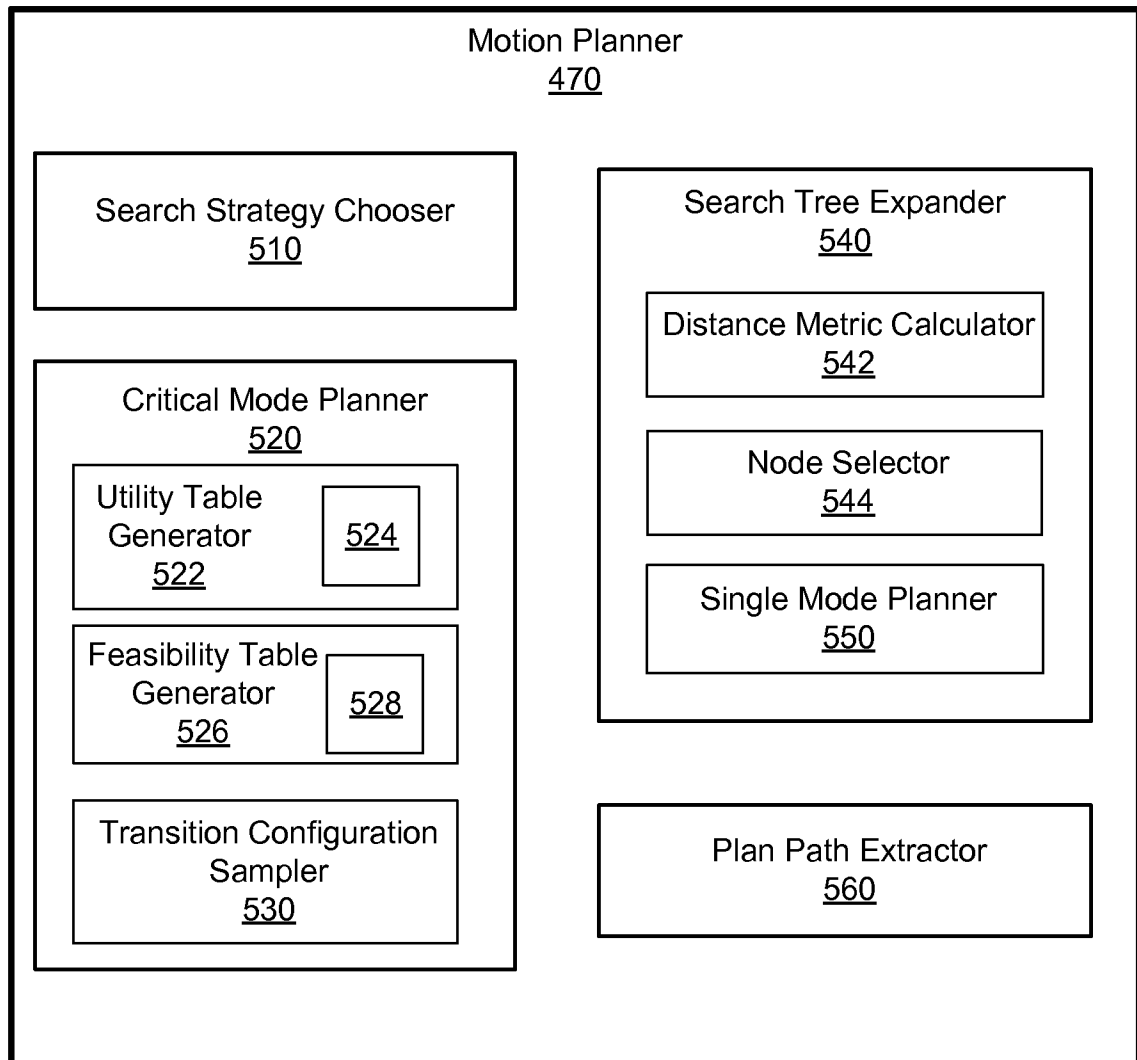 Motion Planner
470
Search Strategy Chooser
510
Critical Mode Planner
520
Utility Table
Generator
522
524
Feasibility Table
Generator
526
528
Transition Configuration
Sampler
530
Search Tree Expander
540
Distance Metric Calculator
542
Node Selector
544
Single Mode Planner
550
Plan Path Extractor
560